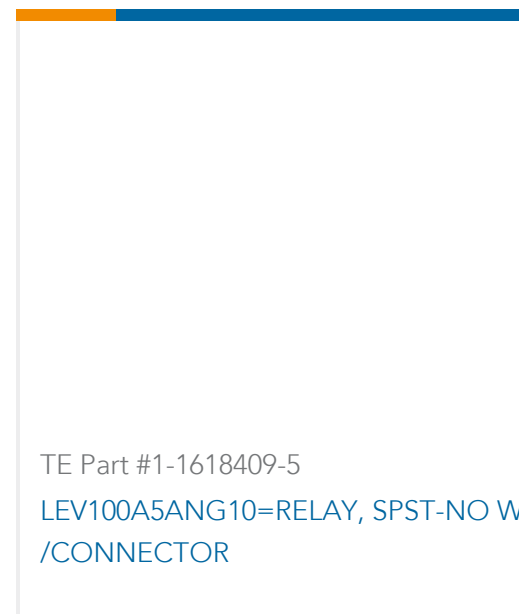 TE Part #1-1618409-5
LEV100A5ANG10=RELAY, SPST-NO W
/CONNECTOR